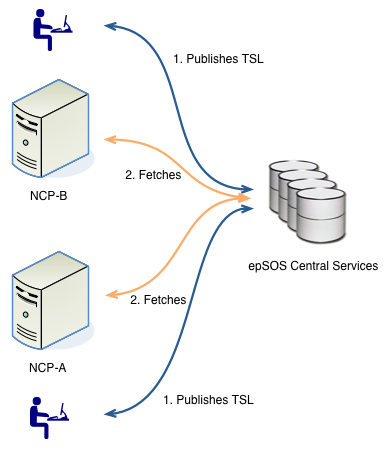 1. Publishes TSL
2. Fetches
NCP-B
epSOS Central Services
2. Fetches
NCP-A
1. Publishes TSL